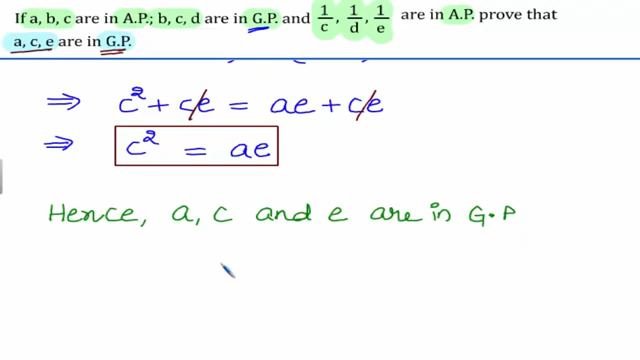 If a, b, c are in A.P.; b, c, d are in G.P. and 1/c, 1/d, 1/e are in A.P. prove that
a, c, e are in G.P.
⇒ c² + ce = ae + ce
⇒ c² = ae
Hence, a, c and e are in G.P